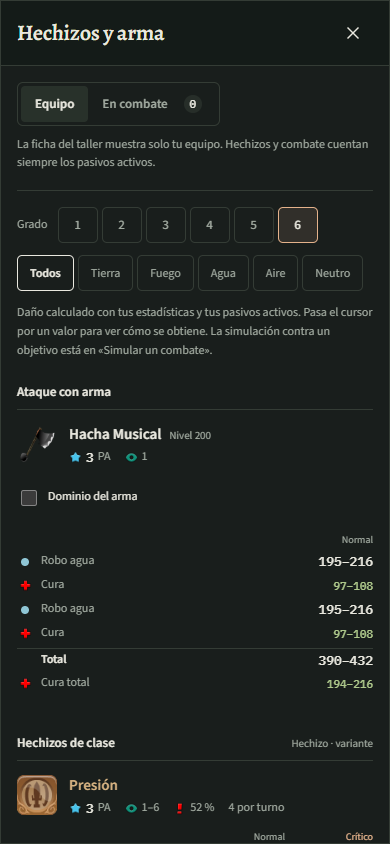 Hechizos y arma
Equipo En combate 0
La ficha del taller muestra solo tu equipo. Hechizos y combate cuentan
siempre los pasivos activos.
Grado 1 2 3 4 5 6
Todos Tierra Fuego Agua Aire Neutro
Daño calculado con tus estadísticas y tus pasivos activos. Pasa el cursor
por un valor para ver cómo se obtiene. La simulación contra un
objetivo está en «Simular un combate».
Ataque con arma
Hacha Musical Nivel 200
3 PA 1
Dominio del arma
Normal
Robo agua 195–216
Cura 97–108
Robo agua 195–216
Cura 97–108
Total 390–432
Cura total 194–216
Hechizos de clase Hechizo · variante
Presión
3 PA 1–6 52 % 4 por turno
Normal Crítico